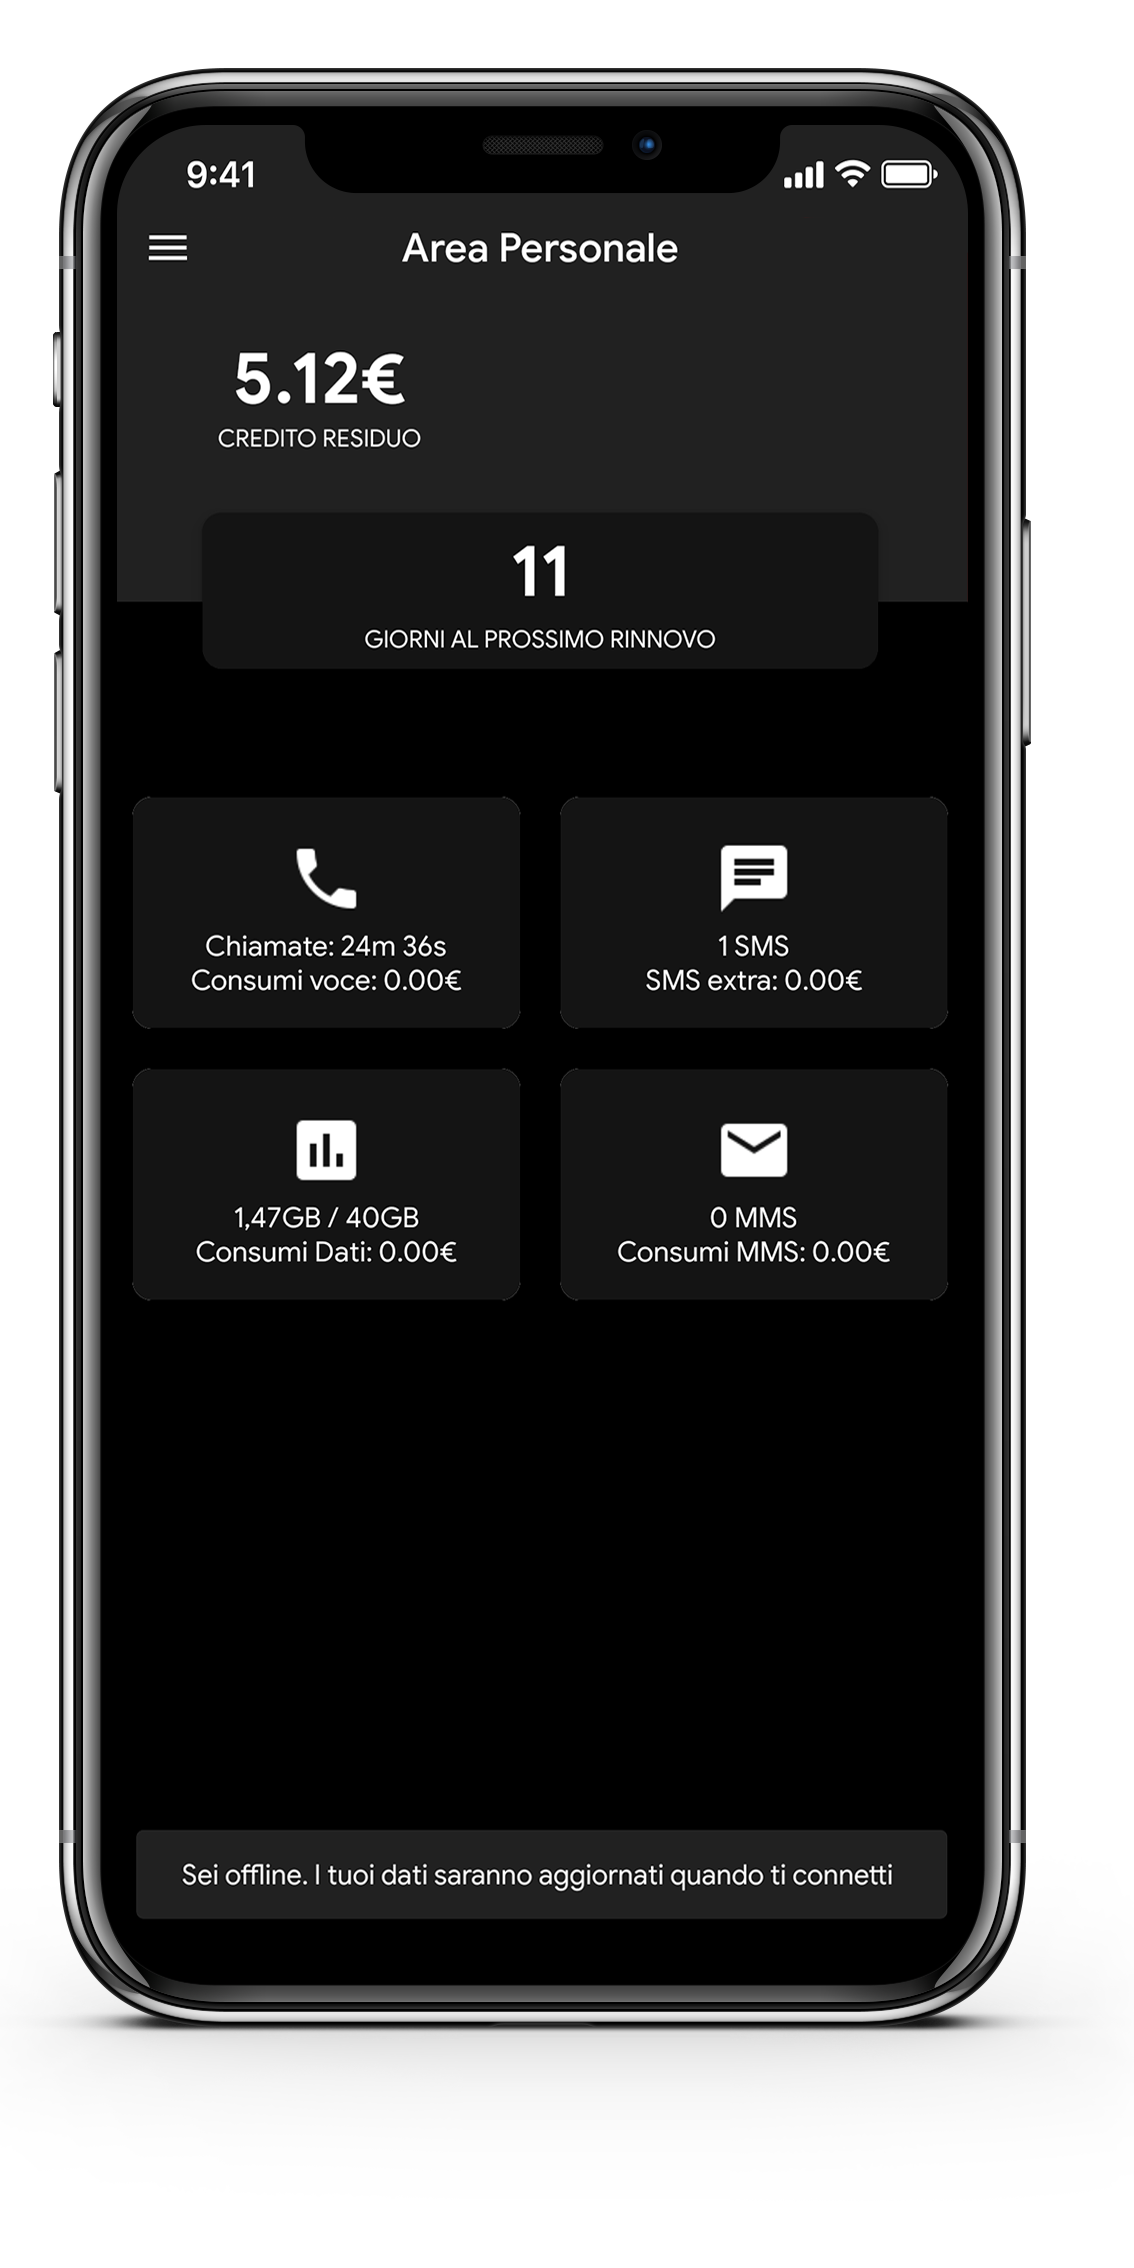 9:41
Area Personale
5.12€
CREDITO RESIDUO
11
GIORNI AL PROSSIMO RINNOVO
Chiamate: 24m 36s
Consumi voce: 0.00€
1 SMS
SMS extra: 0.00€
1,47GB / 40GB
Consumi Dati: 0.00€
0 MMS
Consumi MMS: 0.00€
Sei offline. I tuoi dati saranno aggiornati quando ti connetti